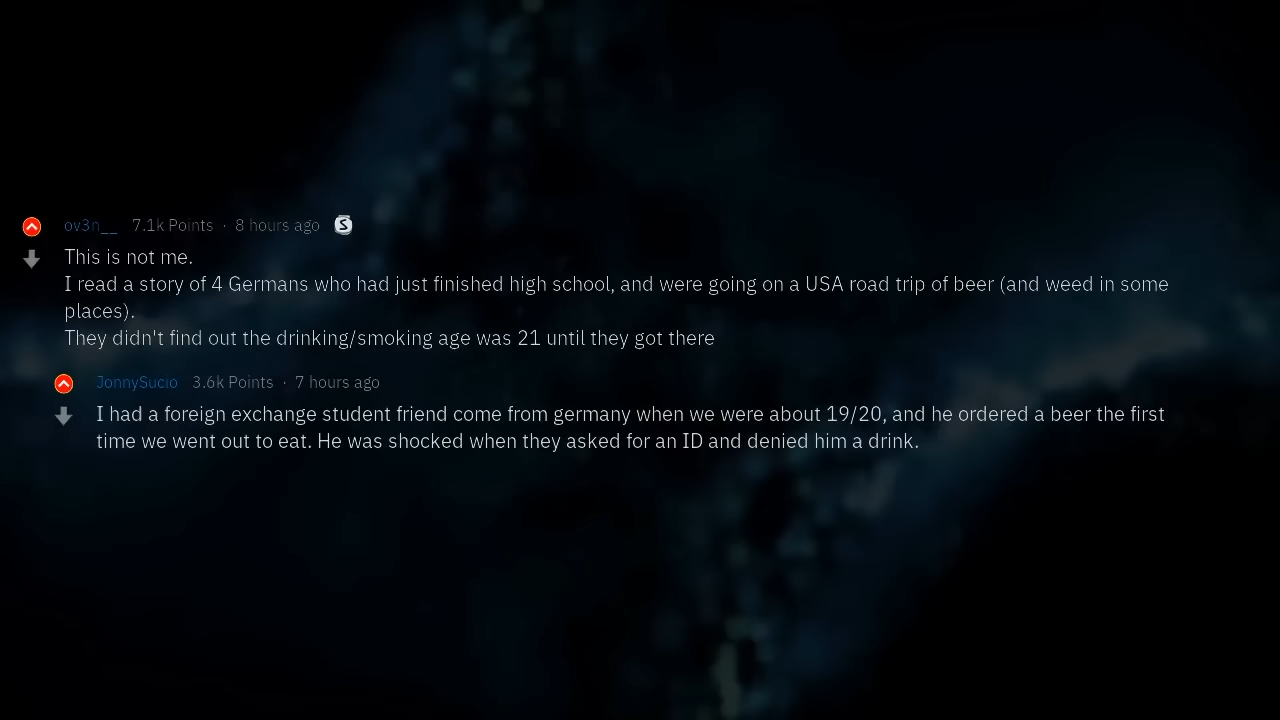 ov3n__ 7.1k Points · 8 hours ago S
This is not me.
I read a story of 4 Germans who had just finished high school, and were going on a USA road trip of beer (and weed in some
places).
They didn't find out the drinking/smoking age was 21 until they got there
JonnySucio 3.6k Points · 7 hours ago
I had a foreign exchange student friend come from germany when we were about 19/20, and he ordered a beer the first
time we went out to eat. He was shocked when they asked for an ID and denied him a drink.